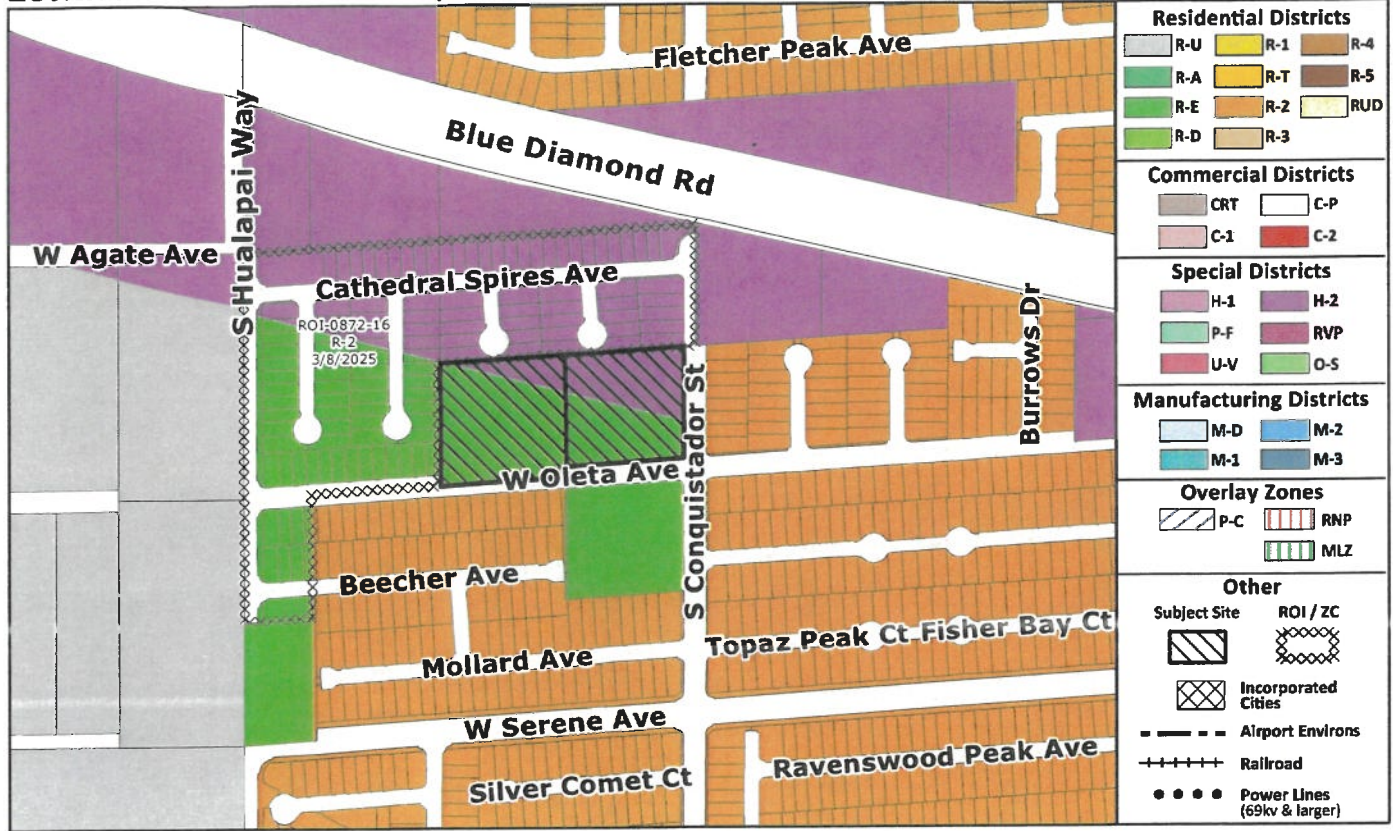 Fletcher Peak Ave
Blue Diamond Rd
S Hualapai Way
W Agate Ave
Cathedral Spires Ave
ROI-0872-16
R-2
3/8/2025
Burrows Dr
S Conquistador St
W Oleta Ave
Beecher Ave
Mollard Ave
Topaz Peak Ct Fisher Bay Ct
W Serene Ave
Ravenswood Peak Ave
Silver Comet Ct
Residential Districts
R-U R-1 R-4
R-A R-T R-5
R-E R-2 RUD
R-D R-3
Commercial Districts
CRT C-P
C-1 C-2
Special Districts
H-1 H-2
P-F RVP
U-V O-S
Manufacturing Districts
M-D M-2
M-1 M-3
Overlay Zones
P-C RNP
MLZ
Other
Subject Site ROI / ZC
Incorporated
Cities
Airport Environs
Railroad
Power Lines
(69kv & larger)